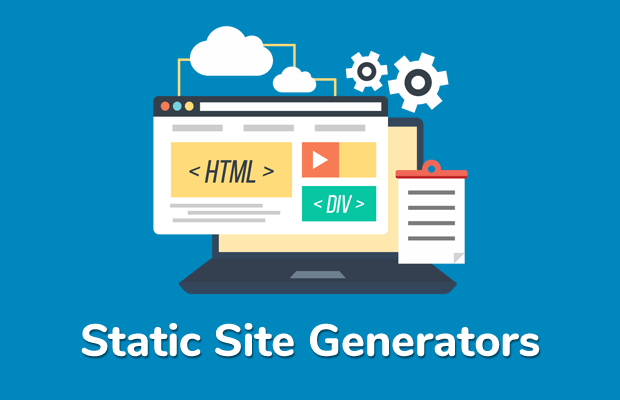 < HTML >
< DIV >
Static Site Generators